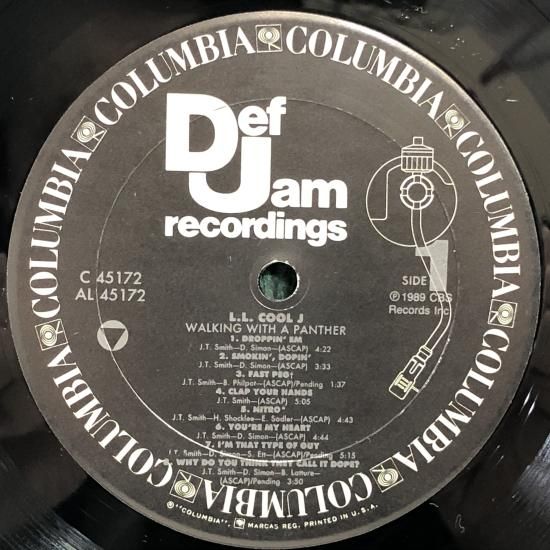 COLUMBIA COLUMBIA COLUMBIA COLUMBIA COLUMBIA COLUMBIA COLUMBIA COLUMBIA
Def
Jam
recordings
C 45172
AL 45172
SIDE 1
℗ 1989 CBS
Records Inc.
L.L. COOL J
WALKING WITH A PANTHER
1. DROPPIN' EM
J.T. Smith—D. Simon—(ASCAP) 4:22
2. SMOKIN', DOPIN'
J.T. Smith—D. Simon—(ASCAP) 3:33
3. FAST PEG†
J.T. Smith—B. Philpot—(ASCAP)/Pending 1:37
4. CLAP YOUR HANDS
J.T. Smith—(ASCAP) 5:05
5. NITRO*
J.T. Smith—H. Shocklee—E. Sadler—(ASCAP) 4:43
6. YOU'RE MY HEART
J.T. Smith—D. Simon—(ASCAP) 4:44
7. I'M THAT TYPE OF GUY
J.T. Smith—D. Simon—S. Ett—(ASCAP)/Pending 5:15
8. WHY DO YOU THINK THEY CALL IT DOPE?
J.T. Smith—D. Simon—B. Latture—
(ASCAP)/Pending 3:50
®"COLUMBIA", MARCAS REG. PRINTED IN U.S.A.